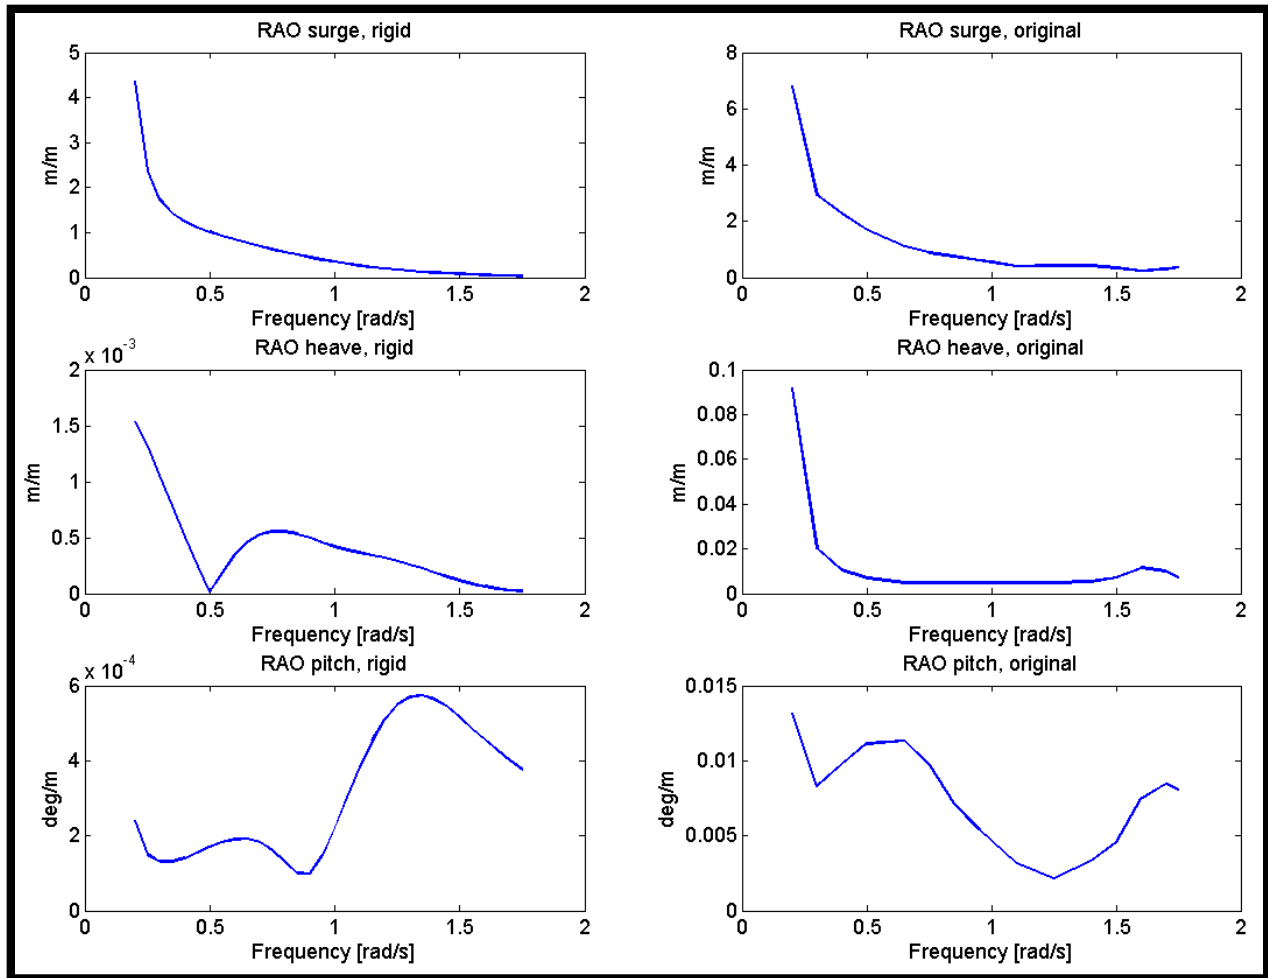 RAO surge, rigid
5
4
3
2
1
0
m/m
0 0.5 1 1.5 2
Frequency [rad/s]
RAO surge, original
8
6
4
2
0
m/m
0 0.5 1 1.5 2
Frequency [rad/s]
x 10^-3
RAO heave, rigid
2
1.5
1
0.5
0
m/m
0 0.5 1 1.5 2
Frequency [rad/s]
RAO heave, original
0.1
0.08
0.06
0.04
0.02
0
m/m
0 0.5 1 1.5 2
Frequency [rad/s]
x 10^-4
RAO pitch, rigid
6
4
2
0
deg/m
0 0.5 1 1.5 2
Frequency [rad/s]
RAO pitch, original
0.015
0.01
0.005
0
deg/m
0 0.5 1 1.5 2
Frequency [rad/s]